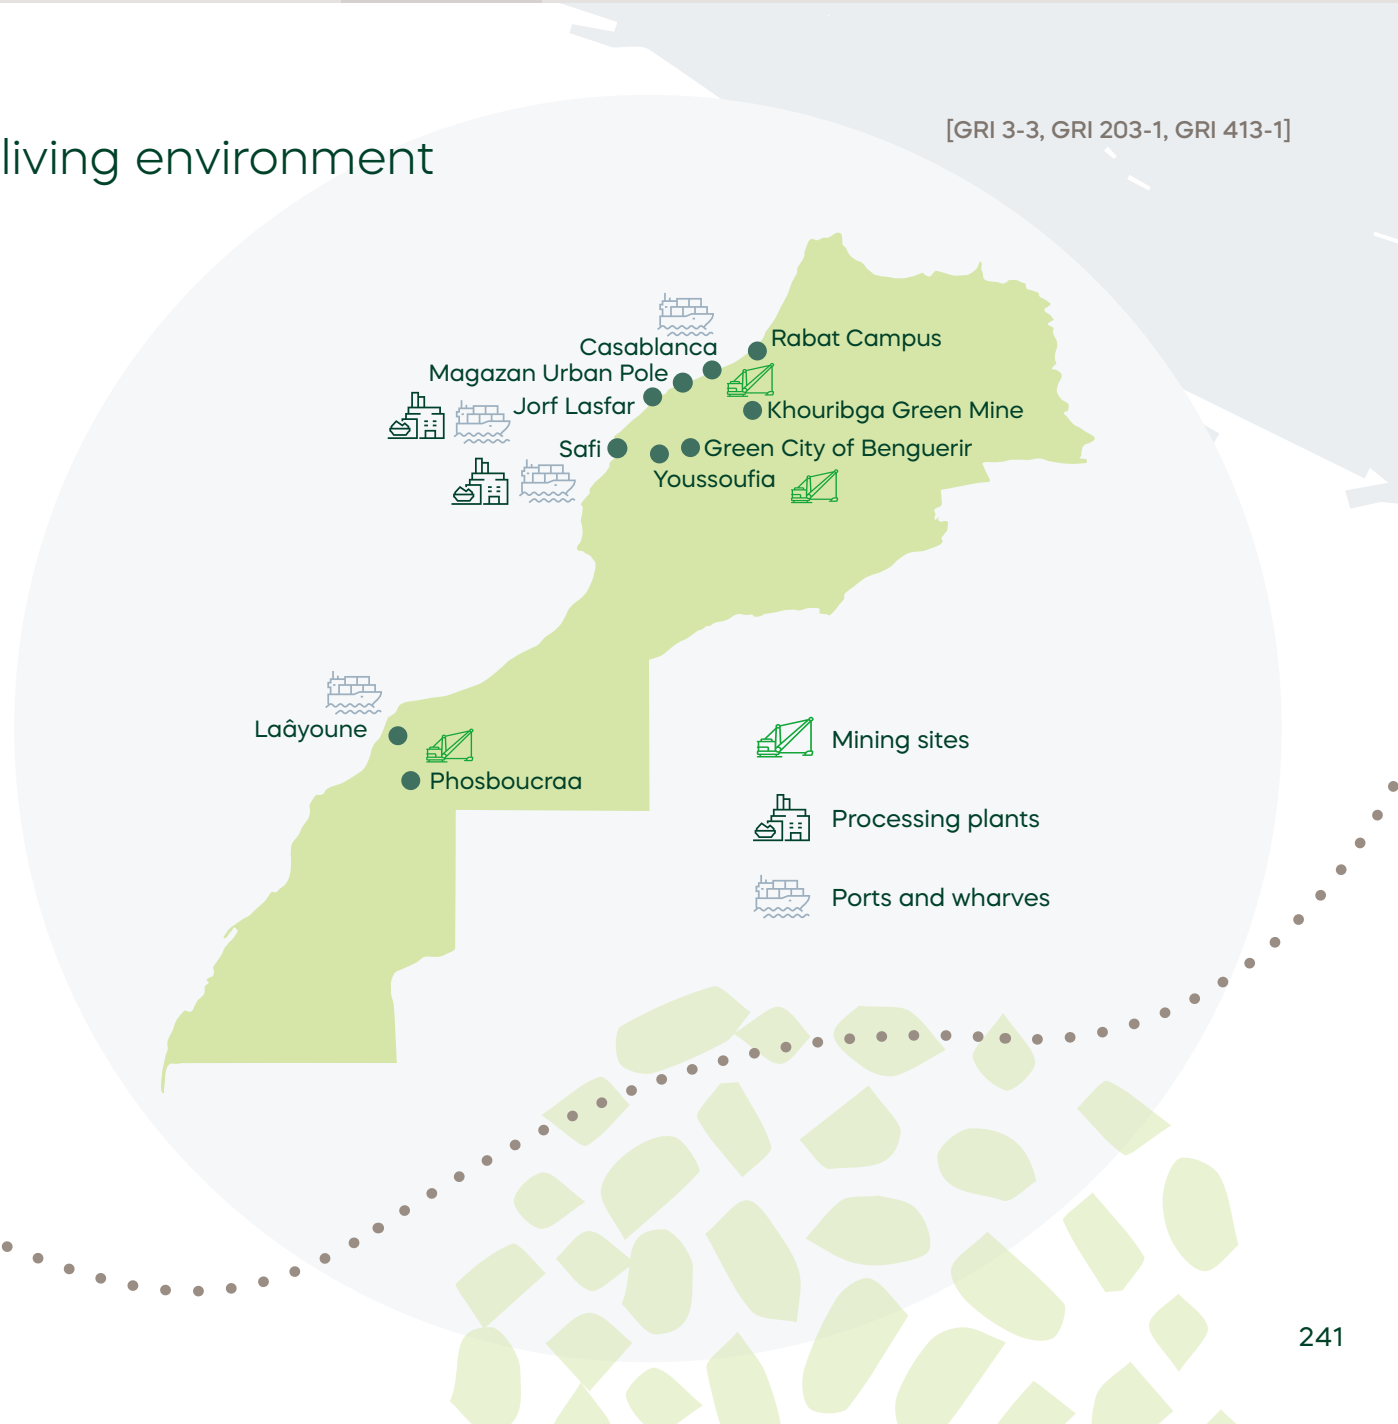 [GRI 3-3, GRI 203-1, GRI 413-1]
living environment
Rabat Campus
Casablanca
Magazan Urban Pole
Jorf Lasfar
Khouribga Green Mine
Safi
Green City of Benguerir
Youssoufia
Laâyoune
Phosboucraa
Mining sites
Processing plants
Ports and wharves
241